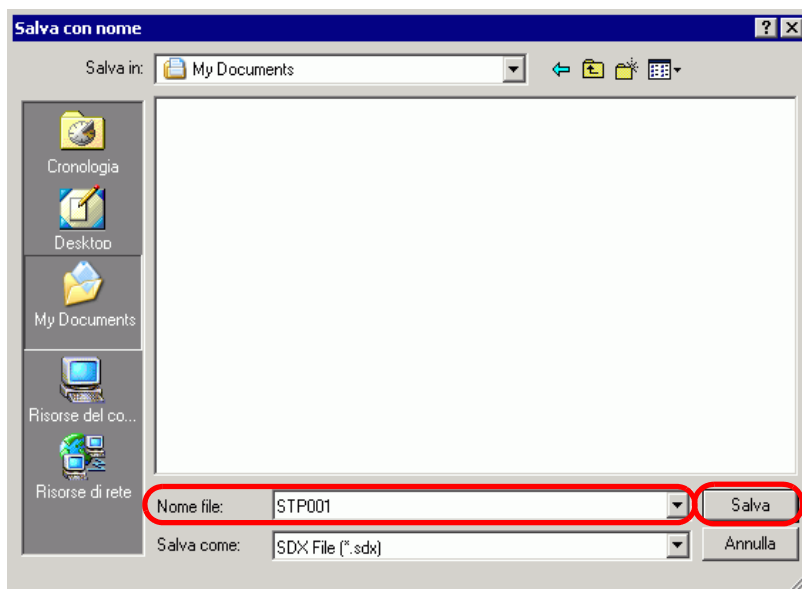 Salva con nome
Salva in: My Documents
Cronologia
Desktop
My Documents
Risorse del co...
Risorse di rete
Nome file: STP001 Salva
Salva come: SDX File (*.sdx) Annulla